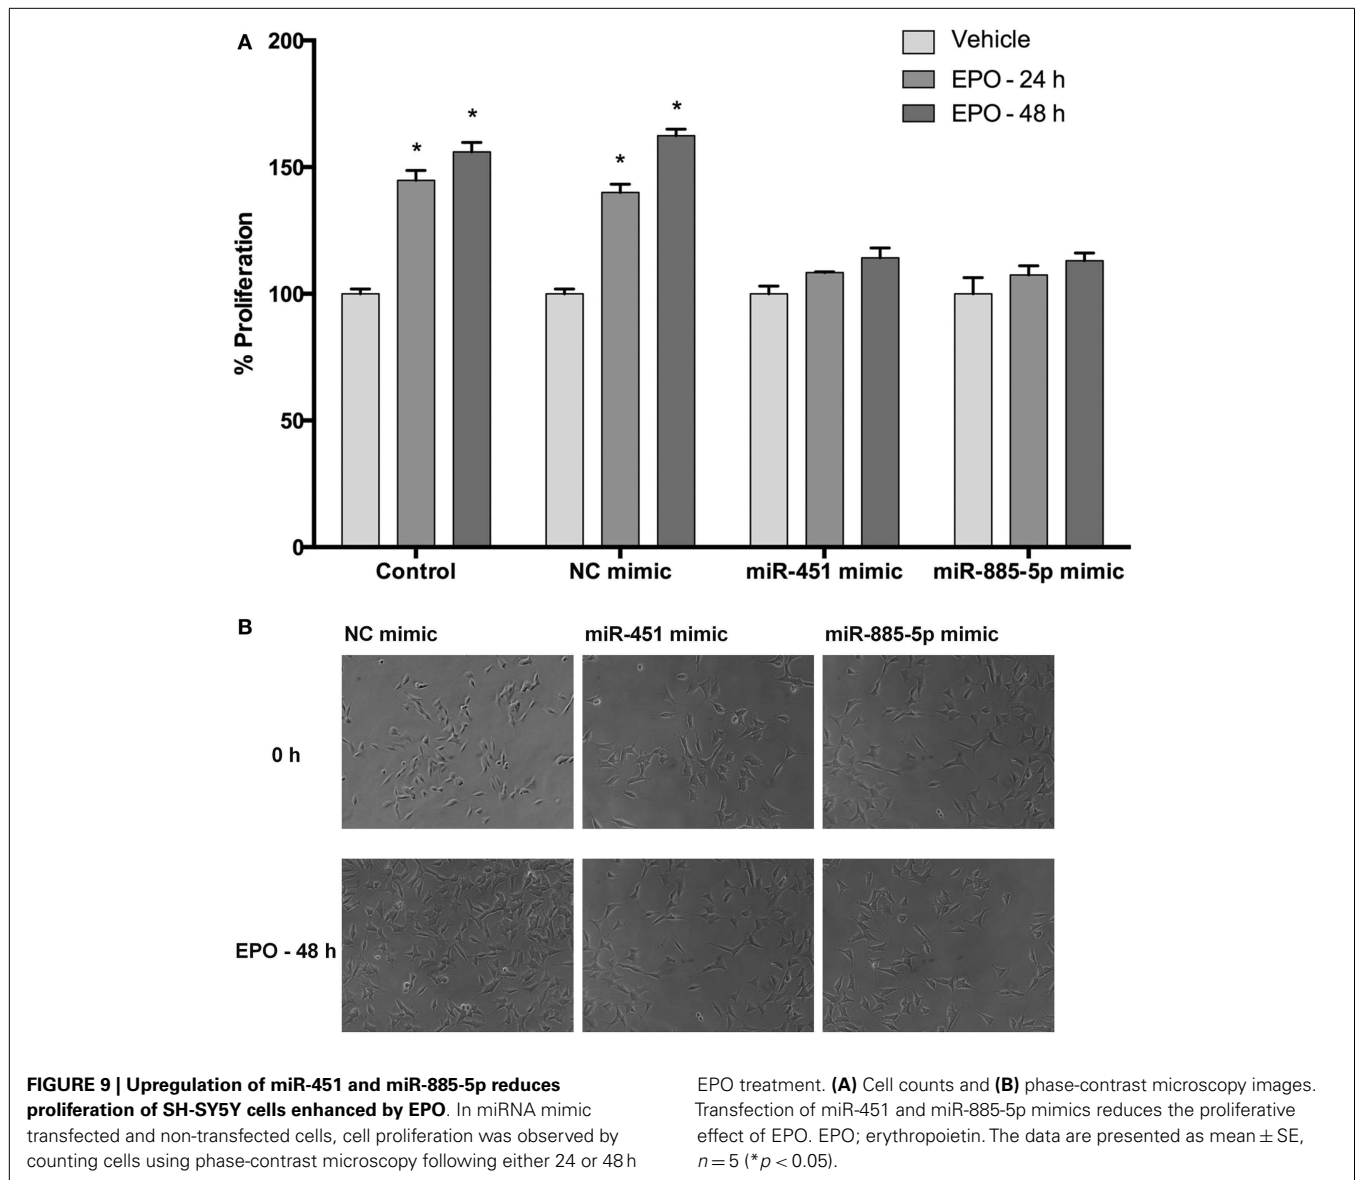 A
200
150
100
50
0
% Proliferation
Vehicle
EPO - 24 h
EPO - 48 h
* * * *
Control NC mimic miR-451 mimic miR-885-5p mimic
B
NC mimic miR-451 mimic miR-885-5p mimic
0 h
EPO - 48 h
FIGURE 9 | Upregulation of miR-451 and miR-885-5p reduces
proliferation of SH-SY5Y cells enhanced by EPO. In miRNA mimic
transfected and non-transfected cells, cell proliferation was observed by
counting cells using phase-contrast microscopy following either 24 or 48 h
EPO treatment. (A) Cell counts and (B) phase-contrast microscopy images.
Transfection of miR-451 and miR-885-5p mimics reduces the proliferative
effect of EPO. EPO; erythropoietin. The data are presented as mean ± SE,
n = 5 (*p < 0.05).